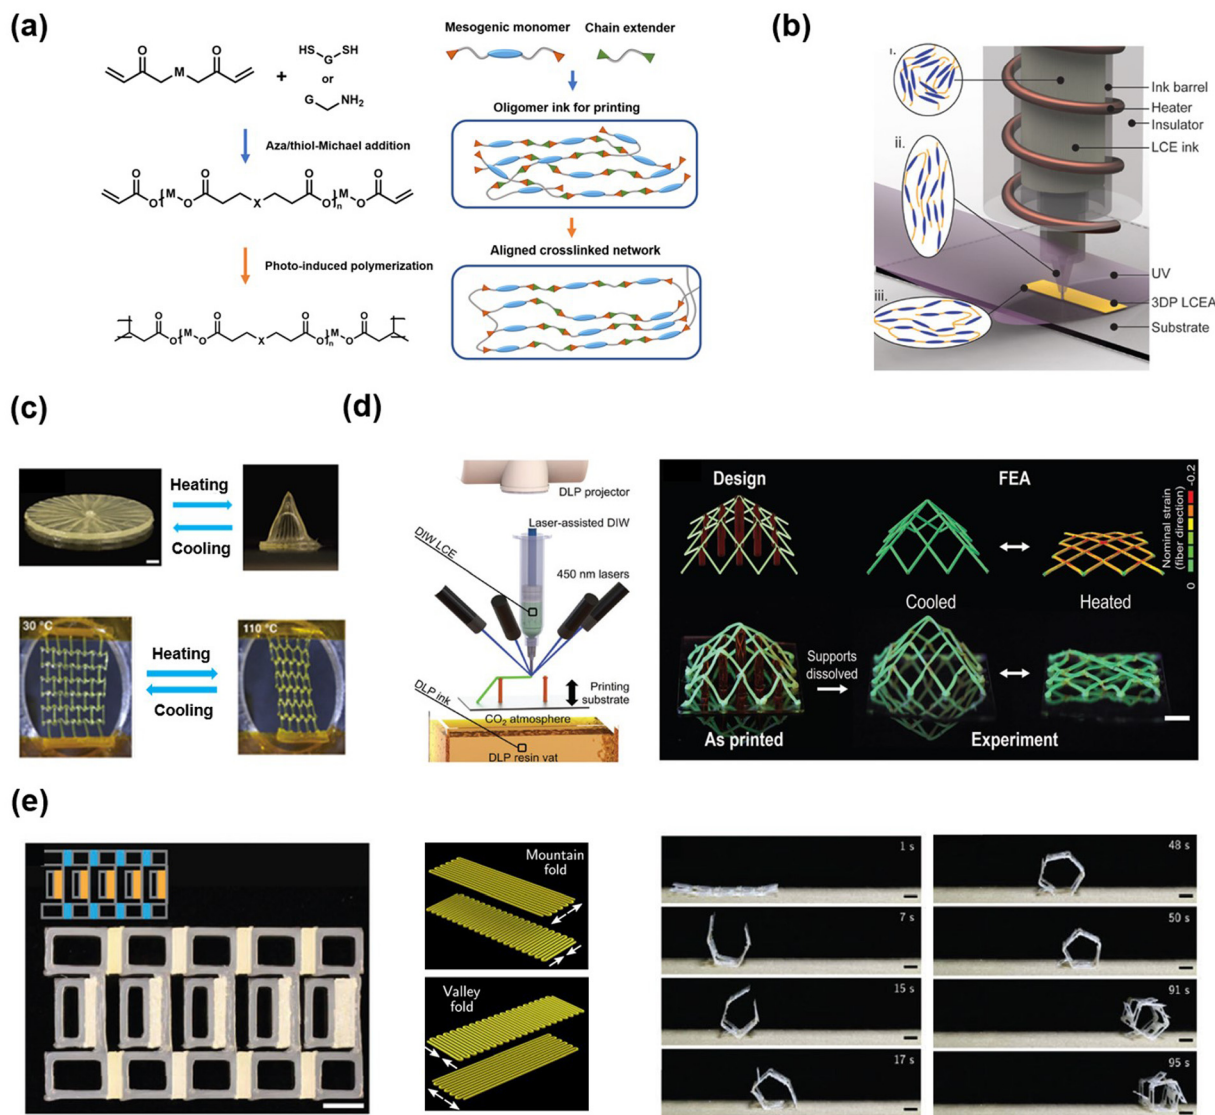 (a)
O
O
M
+
HS
SH
G
or
G
NH2
Aza/thiol-Michael addition
O
O
[M
O
X
O
O
]n
M
O
O
Photo-induced polymerization
O
O
[M
O
X
O
O
]n
M
O
O
Mesogenic monomer
Chain extender
Oligomer ink for printing
Aligned crosslinked network
(b)
i.
ii.
iii.
Ink barrel
Heater
Insulator
LCE ink
UV
3DP LCEA
Substrate
(c)
Heating
Cooling
30 °C
110 °C
Heating
Cooling
(d)
DLP projector
Laser-assisted DIW
DIW LCE
450 nm lasers
DLP ink
Printing
substrate
CO2 atmosphere
DLP resin vat
Design
FEA
-0.2
Nominal strain
(fiber direction)
0
Cooled
Heated
Supports
dissolved
As printed
Experiment
(e)
Mountain
fold
Valley
fold
1 s
48 s
7 s
50 s
15 s
91 s
17 s
95 s